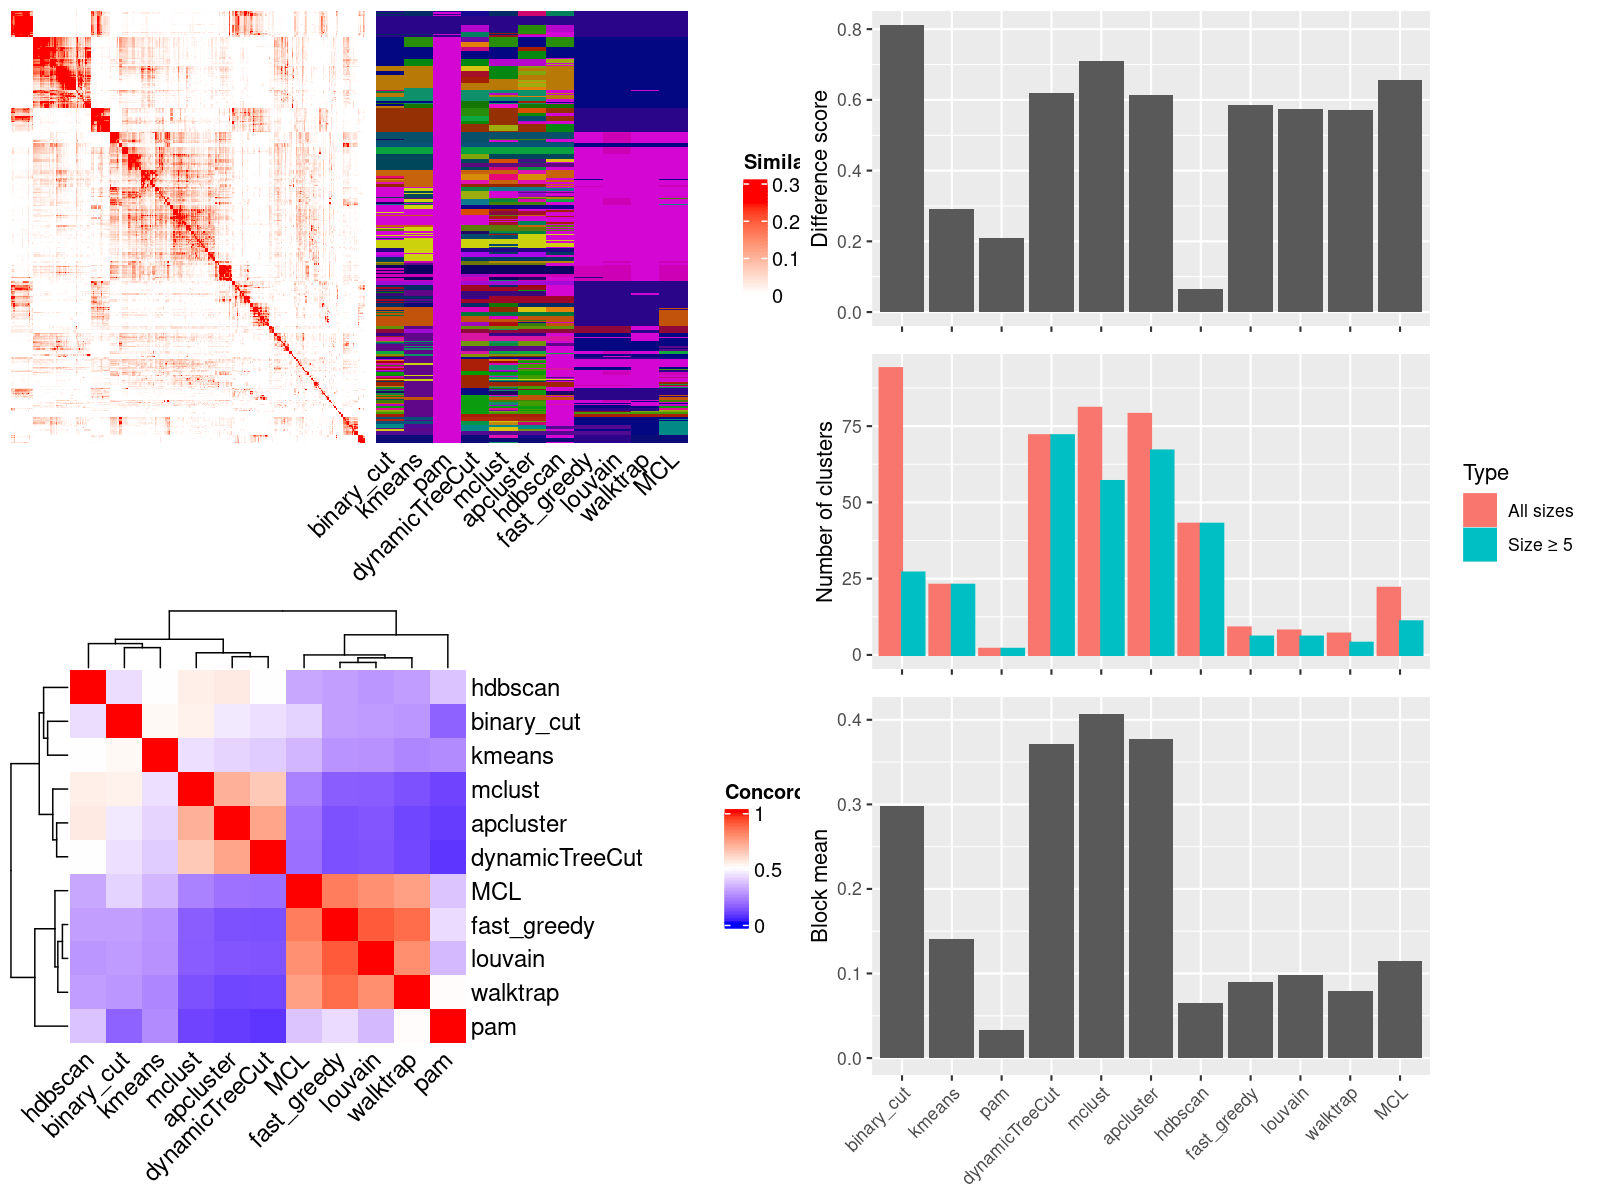 Simila
0.3
0.2
0.1
0
binary_cut
kmeans
pam
dynamicTreeCut
mclust
apcluster
hdbscan
fast_greedy
louvain
walktrap
MCL
hdbscan
binary_cut
kmeans
mclust
apcluster
dynamicTreeCut
MCL
fast_greedy
louvain
walktrap
pam
hdbscan
binary_cut
kmeans
mclust
apcluster
dynamicTreeCut
MCL
fast_greedy
louvain
walktrap
pam
Concord
1
0.5
0
Difference score
0.8
0.6
0.4
0.2
0.0
Number of clusters
75
50
25
0
Type
All sizes
Size ≥ 5
Block mean
0.4
0.3
0.2
0.1
0.0
binary_cut
kmeans
pam
dynamicTreeCut
mclust
apcluster
hdbscan
fast_greedy
louvain
walktrap
MCL